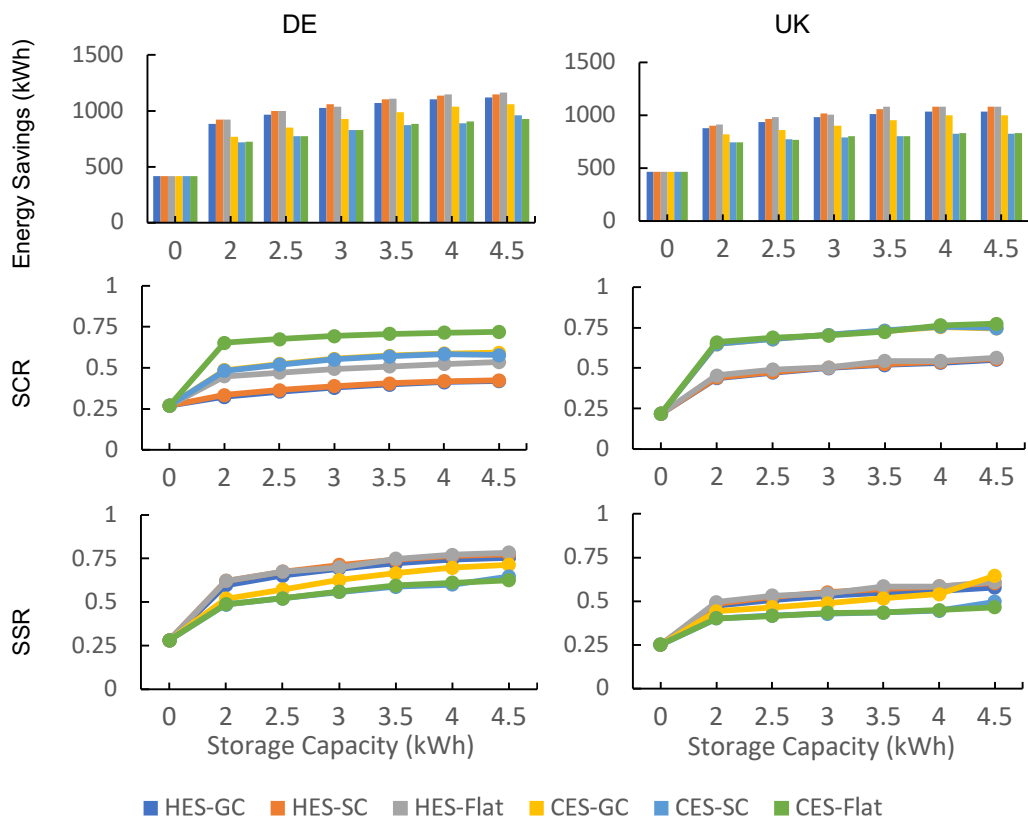 DE
UK
Energy Savings (kWh)
1500
1000
500
0
0 2 2.5 3 3.5 4 4.5
1500
1000
500
0
0 2 2.5 3 3.5 4 4.5
SCR
1
0.75
0.5
0.25
0
0 2 2.5 3 3.5 4 4.5
1
0.75
0.5
0.25
0
0 2 2.5 3 3.5 4 4.5
SSR
1
0.75
0.5
0.25
0
0 2 2.5 3 3.5 4 4.5
Storage Capacity (kWh)
1
0.75
0.5
0.25
0
0 2 2.5 3 3.5 4 4.5
Storage Capacity (kWh)
HES-GC HES-SC HES-Flat CES-GC CES-SC CES-Flat